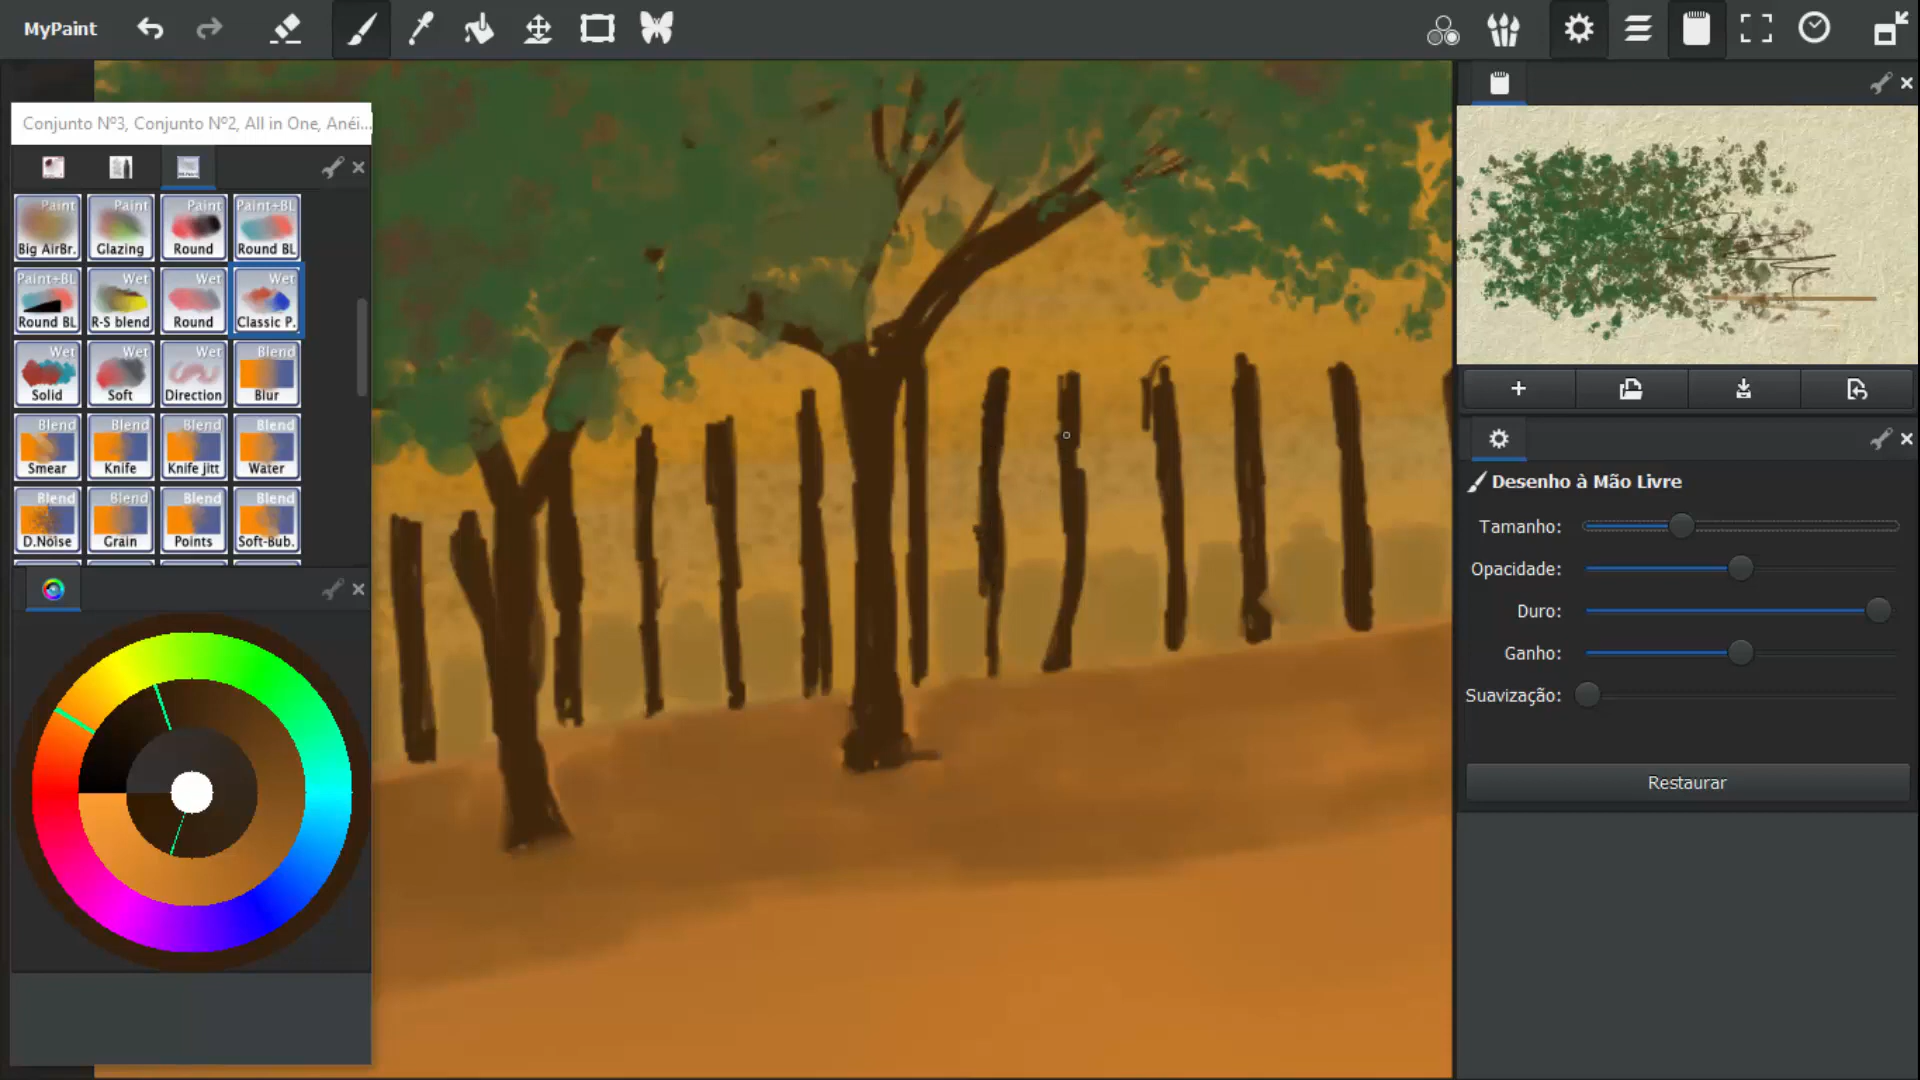 MyPaint
Conjunto Nº3, Conjunto Nº2, All in One, Anéi...
Paint Paint Paint Paint+BL
Big AirBr. Glazing Round Round BL
Paint+BL Wet Wet Wet
Round BL R-S blend Round Classic P.
Wet Wet Wet Blend
Solid Soft Direction Blur
Blend Blend Blend Blend
Smear Knife Knife jitt Water
Blend Blend Blend Blend
D.Noise Grain Points Soft-Bub.
Desenho à Mão Livre
Tamanho:
Opacidade:
Duro:
Ganho:
Suavização:
Restaurar